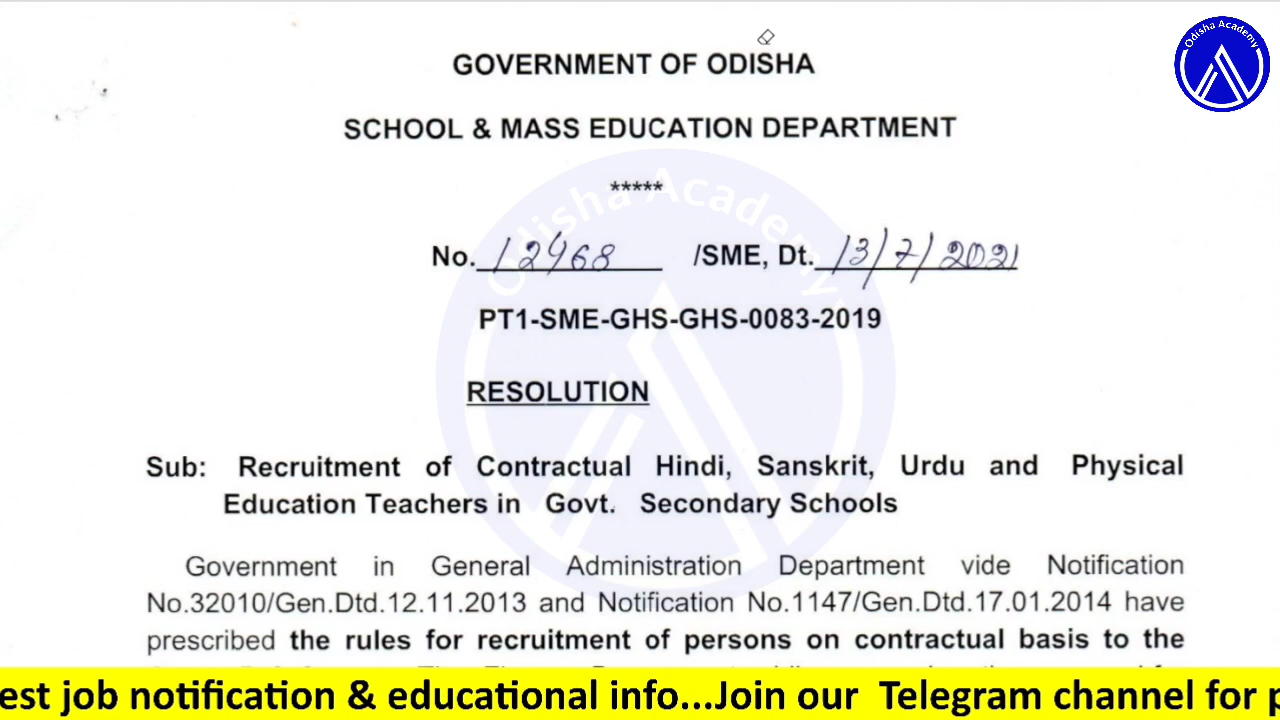 Odisha Academy
GOVERNMENT OF ODISHA
SCHOOL & MASS EDUCATION DEPARTMENT
*****
Odisha Academy
No. 12468 /SME, Dt. 13/7/2021
PT1-SME-GHS-GHS-0083-2019
RESOLUTION
Sub: Recruitment of Contractual Hindi, Sanskrit, Urdu and Physical
Education Teachers in Govt. Secondary Schools
Government in General Administration Department vide Notification
No.32010/Gen.Dtd.12.11.2013 and Notification No.1147/Gen.Dtd.17.01.2014 have
prescribed the rules for recruitment of persons on contractual basis to the
est job notification & educational info...Join our Telegram channel for p